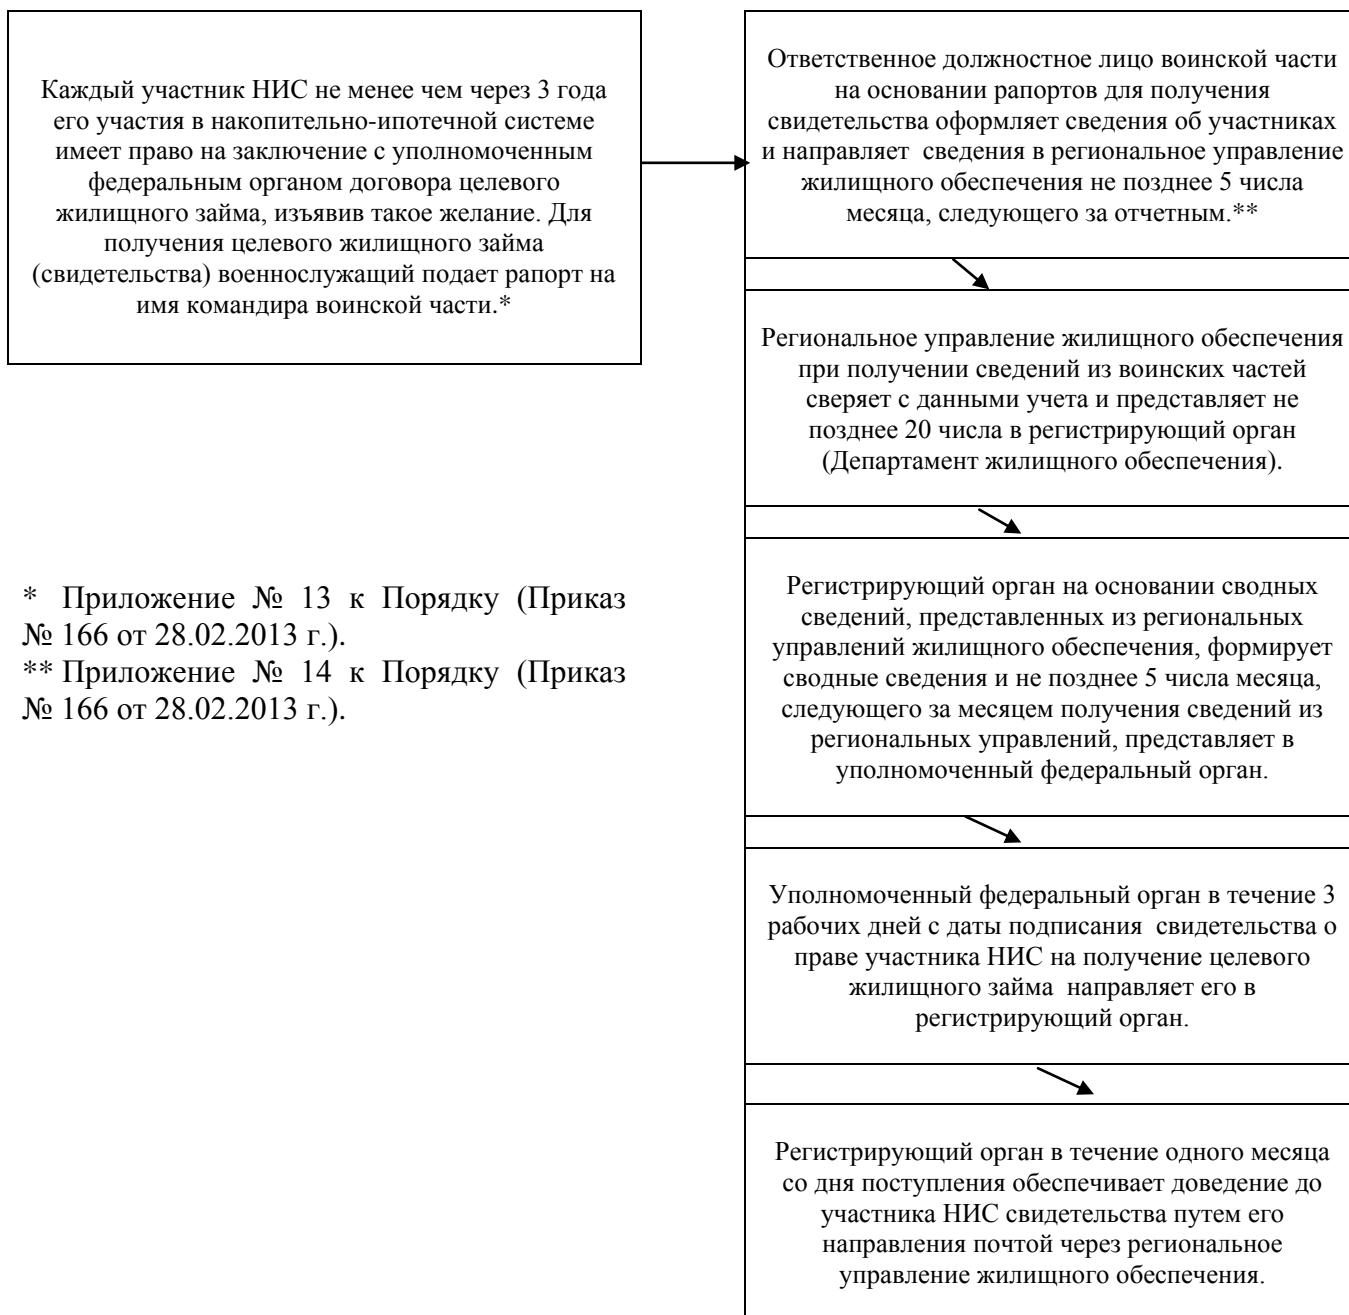 Каждый участник НИС не менее чем через 3 года
его участия в накопительно-ипотечной системе
имеет право на заключение с уполномоченным
федеральным органом договора целевого
жилищного займа, изъявив такое желание. Для
получения целевого жилищного займа
(свидетельства) военнослужащий подает рапорт на
имя командира воинской части.*
Ответственное должностное лицо воинской части
на основании рапортов для получения
свидетельства оформляет сведения об участниках
и направляет сведения в региональное управление
жилищного обеспечения не позднее 5 числа
месяца, следующего за отчетным.**
Региональное управление жилищного обеспечения
при получении сведений из воинских частей
сверяет с данными учета и представляет не
позднее 20 числа в регистрирующий орган
(Департамент жилищного обеспечения).
Регистрирующий орган на основании сводных
сведений, представленных из региональных
управлений жилищного обеспечения, формирует
сводные сведения и не позднее 5 числа месяца,
следующего за месяцем получения сведений из
региональных управлений, представляет в
уполномоченный федеральный орган.
Уполномоченный федеральный орган в течение 3
рабочих дней с даты подписания свидетельства о
праве участника НИС на получение целевого
жилищного займа направляет его в
регистрирующий орган.
Регистрирующий орган в течение одного месяца
со дня поступления обеспечивает доведение до
участника НИС свидетельства путем его
направления почтой через региональное
управление жилищного обеспечения.
* Приложение № 13 к Порядку (Приказ
№ 166 от 28.02.2013 г.).
** Приложение № 14 к Порядку (Приказ
№ 166 от 28.02.2013 г.).